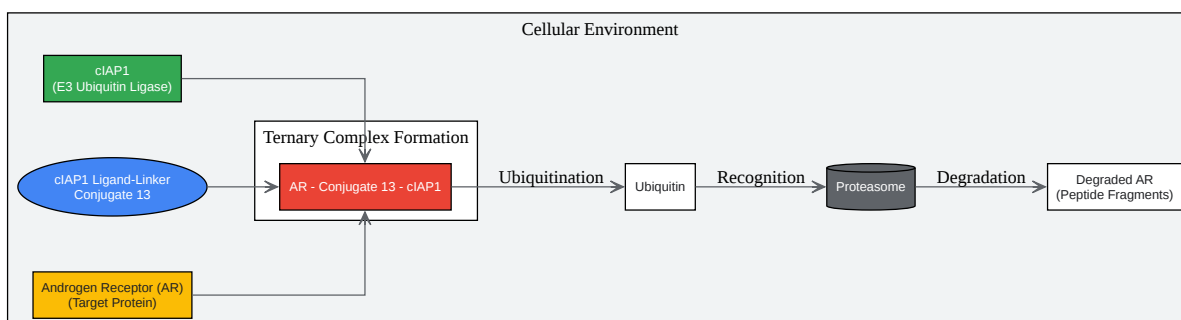 Cellular Environment
cIAP1
(E3 Ubiquitin Ligase)
Ternary Complex Formation
cIAP1 Ligand-Linker
Conjugate 13
AR - Conjugate 13 - cIAP1
Ubiquitination
Ubiquitin
Recognition
Proteasome
Degradation
Degraded AR
(Peptide Fragments)
Androgen Receptor (AR)
(Target Protein)